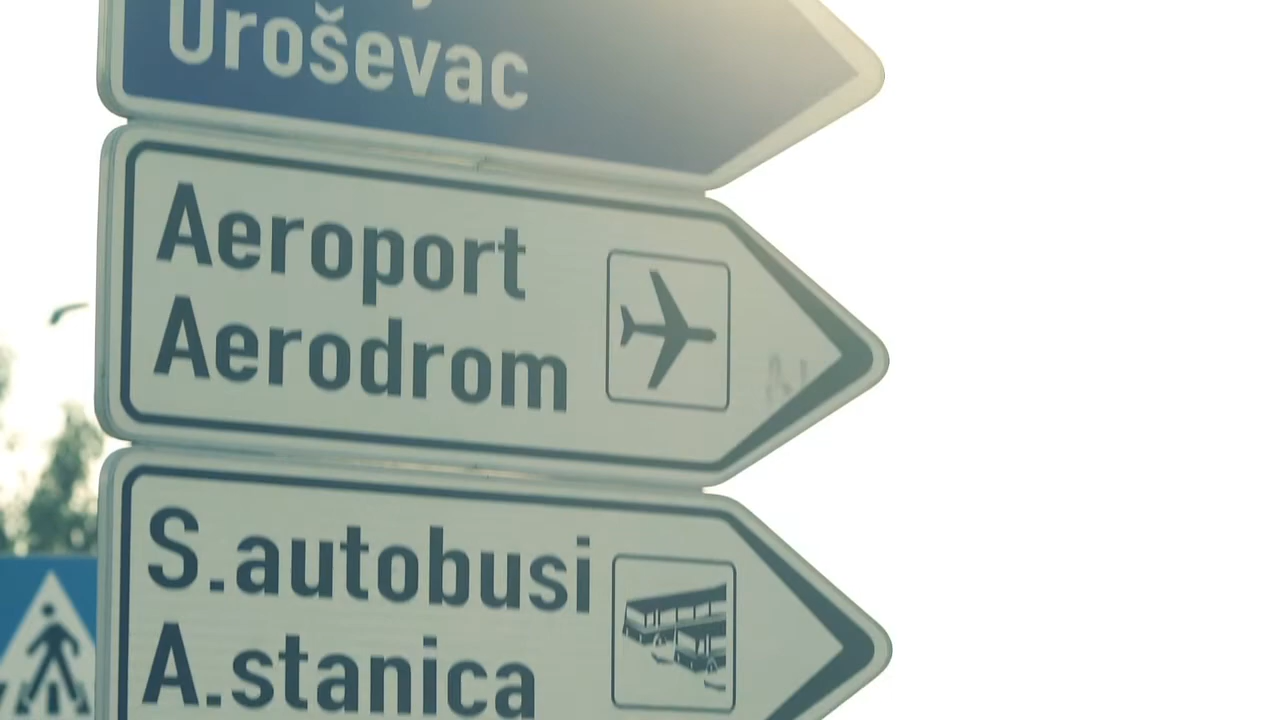 Uroševac
Aeroport
Aerodrom
S.autobusi
A.stanica